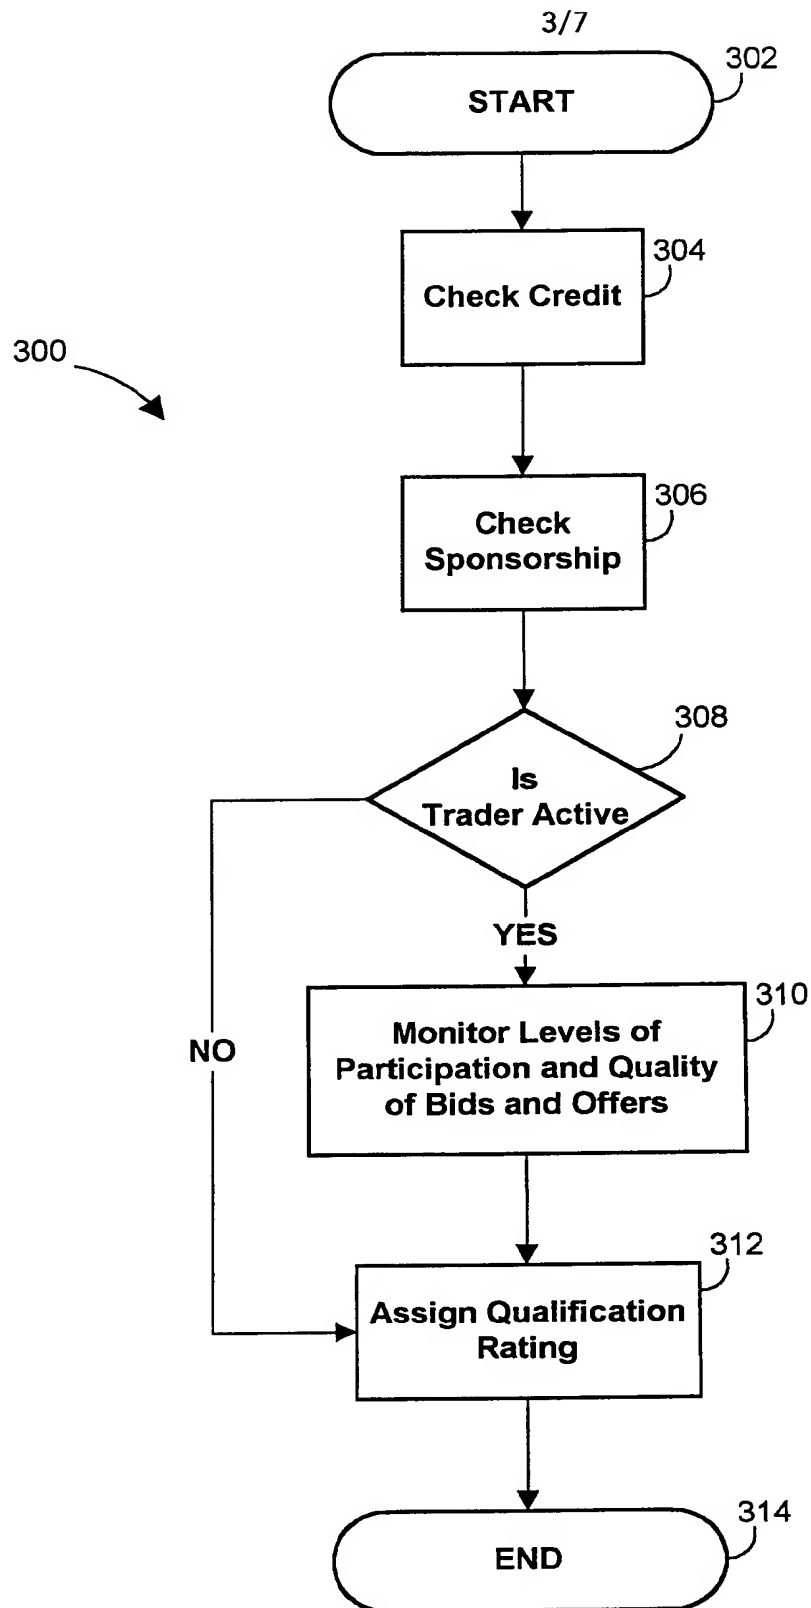 3/7
302
START
304
Check Credit
300
306
Check
Sponsorship
308
Is
Trader Active
YES
310
Monitor Levels of
Participation and Quality
of Bids and Offers
NO
312
Assign Qualification
Rating
314
END